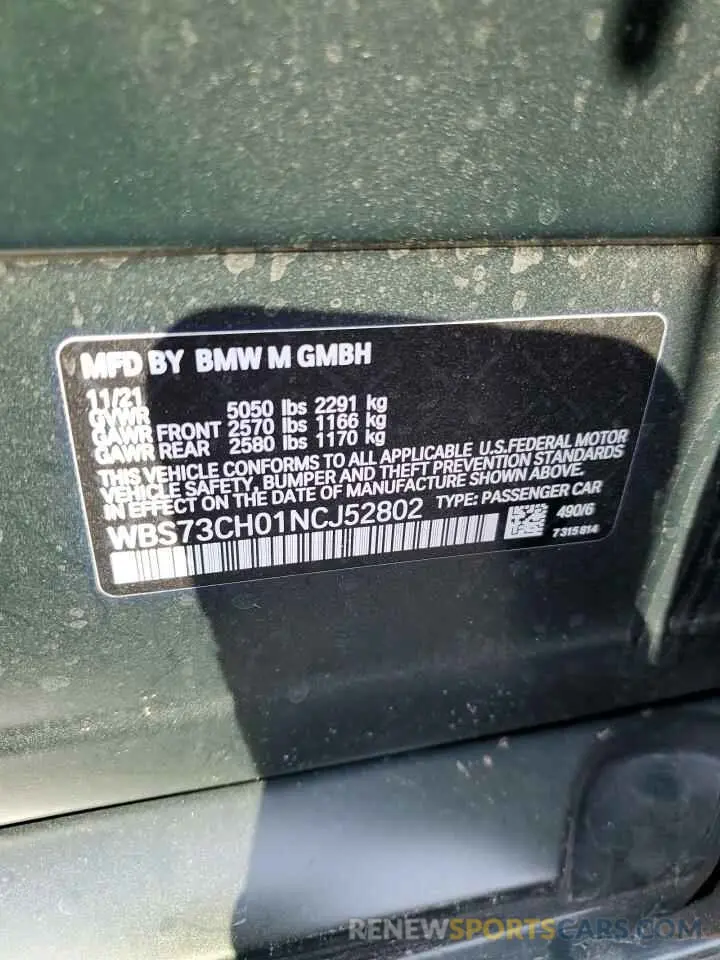 MFD BY BMW M GMBH
11/21
GVWR 5050 lbs 2291 kg
GAWR FRONT 2570 lbs 1166 kg
GAWR REAR 2580 lbs 1170 kg
THIS VEHICLE CONFORMS TO ALL APPLICABLE U.S.FEDERAL MOTOR
VEHICLE SAFETY, BUMPER AND THEFT PREVENTION STANDARDS
IN EFFECT ON THE DATE OF MANUFACTURE SHOWN ABOVE.
WBS73CH01NCJ52802 TYPE: PASSENGER CAR
490/6
7315814
RENEWSPORTSCARS.COM